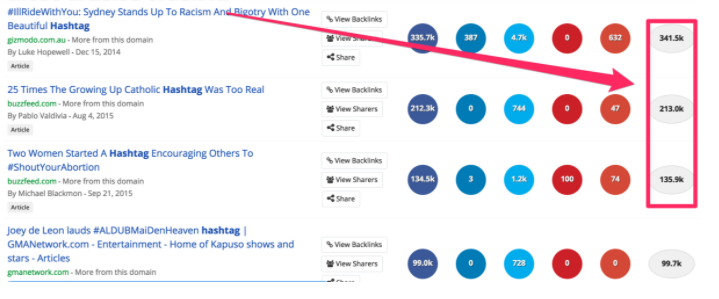 #IllRideWithYou: Sydney Stands Up To Racism And Bigotry With One
Beautiful Hashtag
gizmodo.com.au - More from this domain
By Luke Hopewell - Dec 15, 2014
Article
View Backlinks
View Sharers
Share
335.7k 387 4.7k 0 632 341.5k
25 Times The Growing Up Catholic Hashtag Was Too Real
buzzfeed.com - More from this domain
By Pablo Valdivia - Aug 4, 2015
Article
View Backlinks
View Sharers
Share
212.3k 0 744 0 47 213.0k
Two Women Started A Hashtag Encouraging Others To
#ShoutYourAbortion
buzzfeed.com - More from this domain
By Michael Blackmon - Sep 21, 2015
Article
View Backlinks
View Sharers
Share
134.5k 3 1.2k 100 74 135.9k
Joey de Leon lauds #ALDUBMaiDenHeaven hashtag |
GMANetwork.com - Entertainment - Home of Kapuso shows and
stars - Articles
gmanetwork.com - More from this domain
View Backlinks
View Sharers
Share
99.0k 0 728 0 0 99.7k